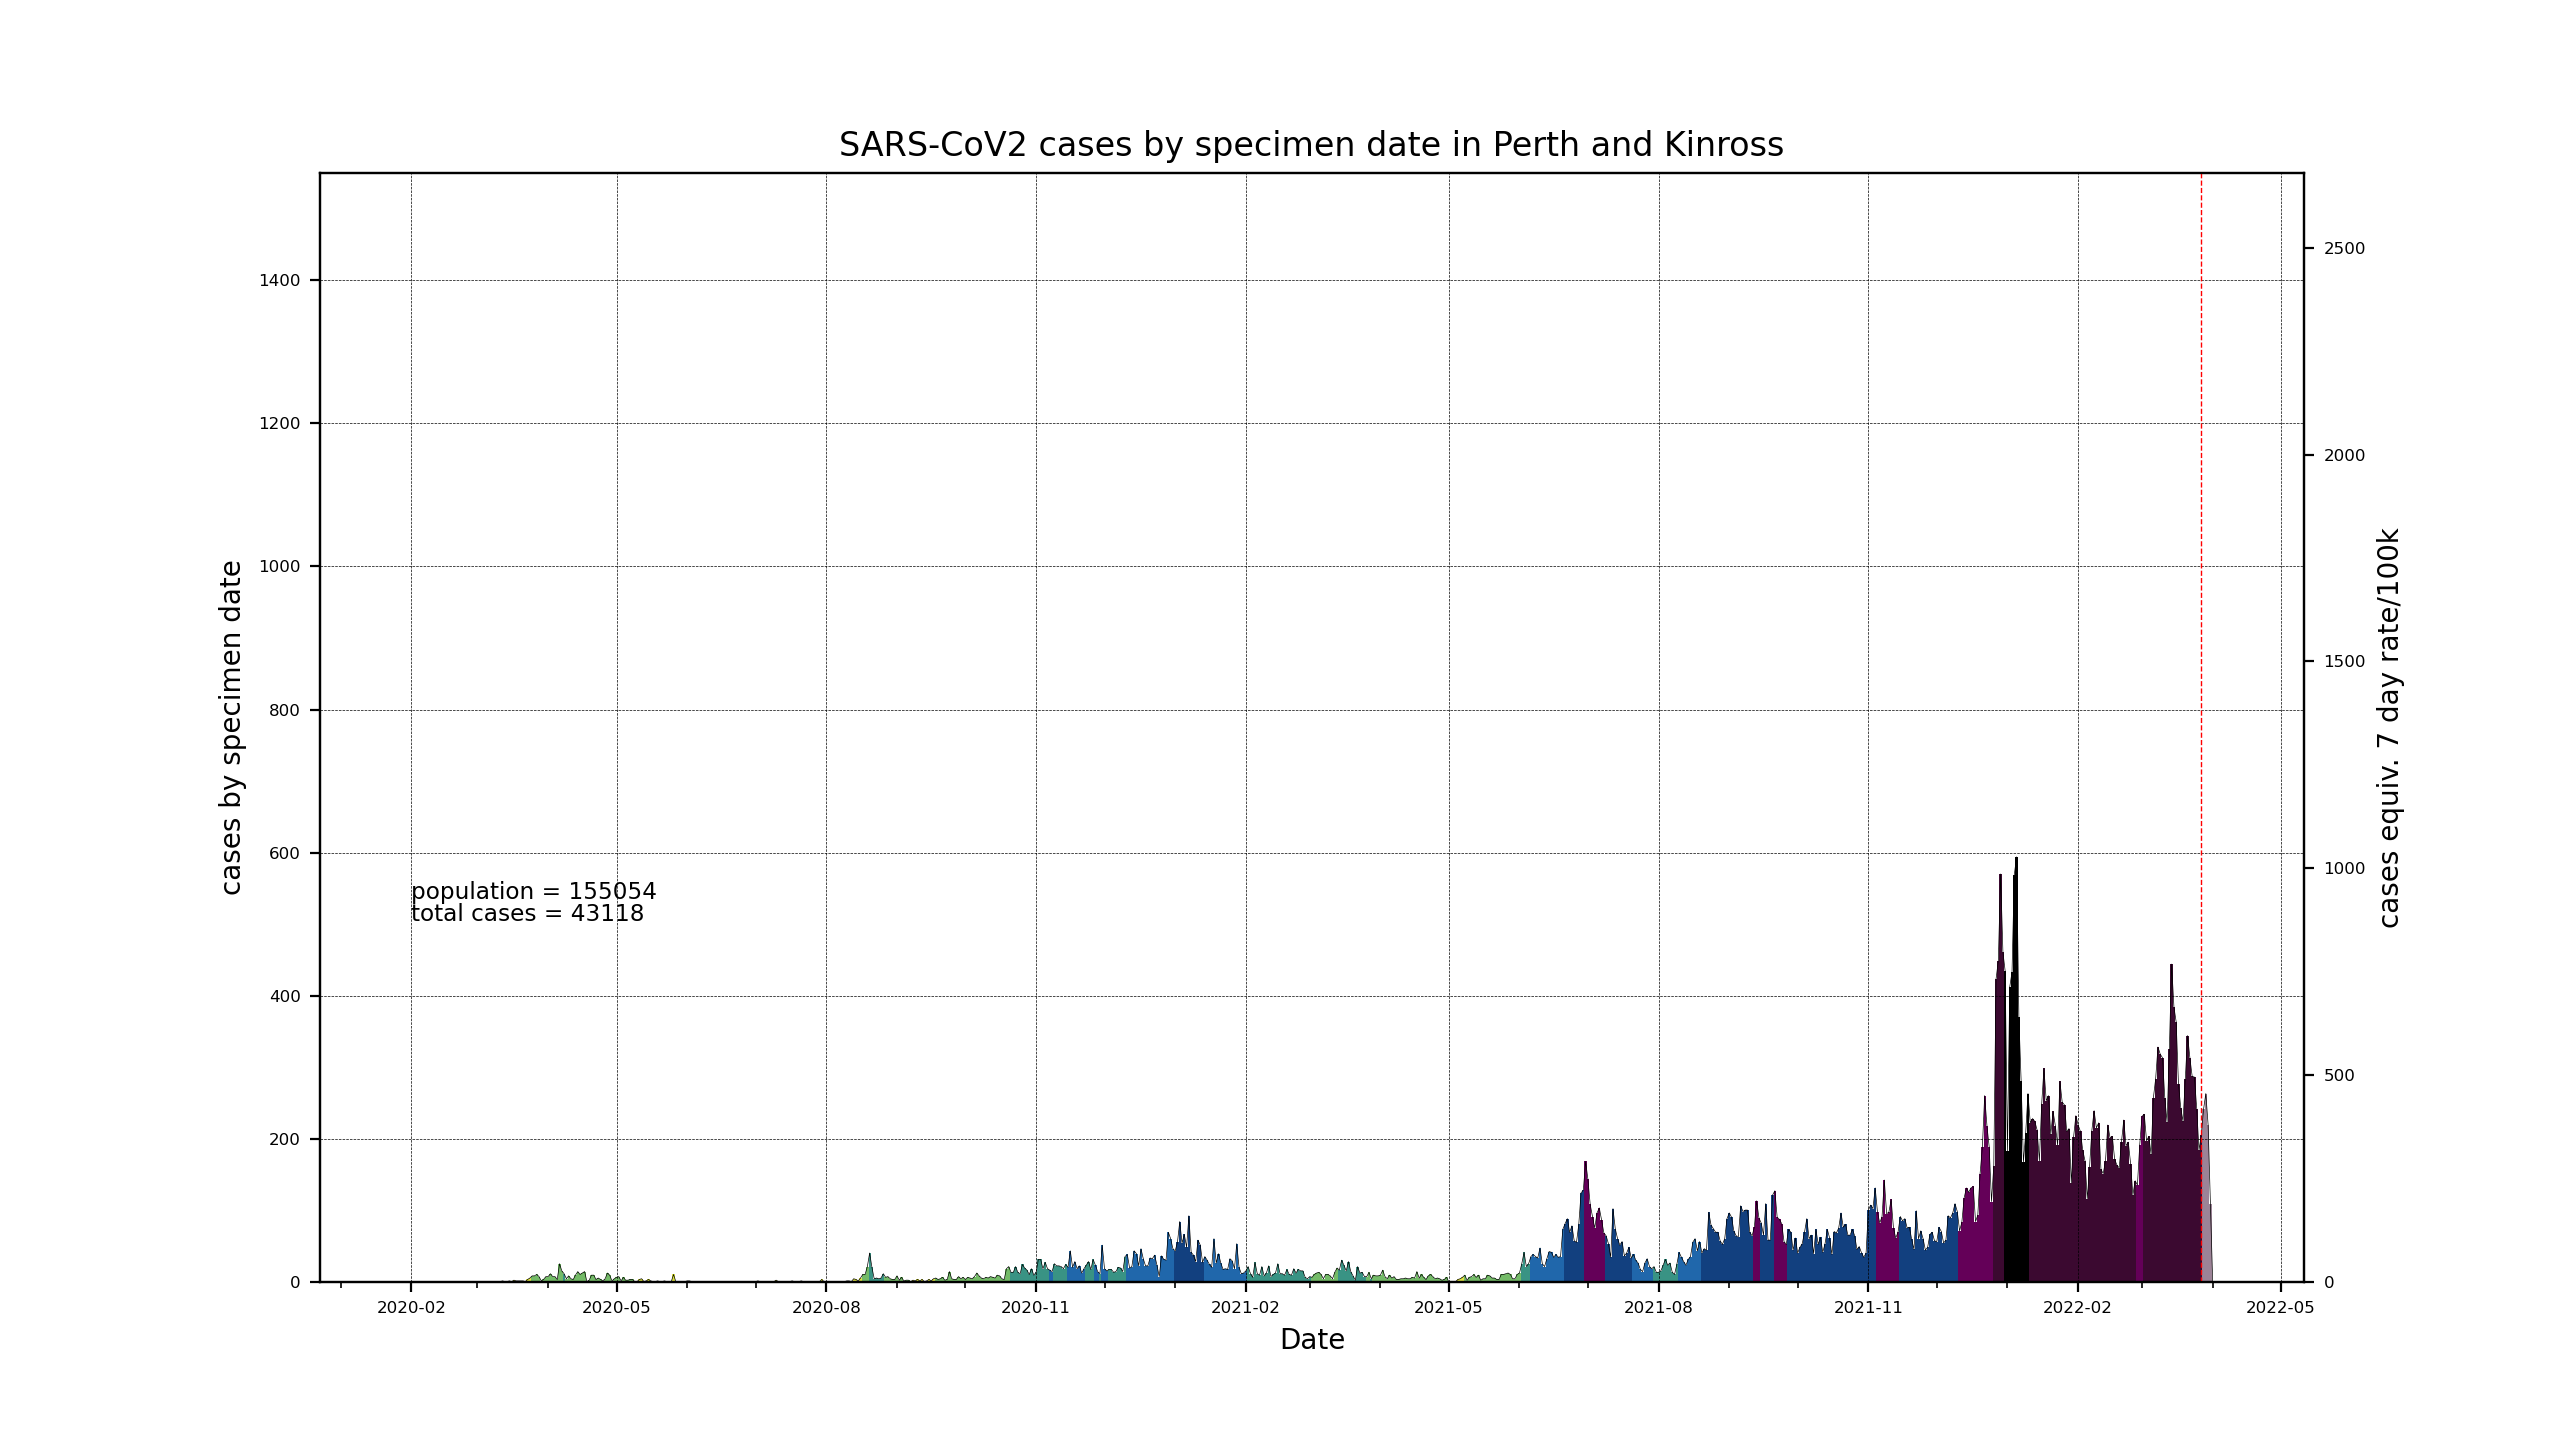 SARS-CoV2 cases by specimen date in Perth and Kinross
cases by specimen date
1400
1200
1000
800
600
400
200
0
population = 155054
total cases = 43118
2500
2000
1500
1000
500
0
cases equiv. 7 day rate/100k
2020-02 2020-05 2020-08 2020-11 2021-02 2021-05 2021-08 2021-11 2022-02 2022-05
Date